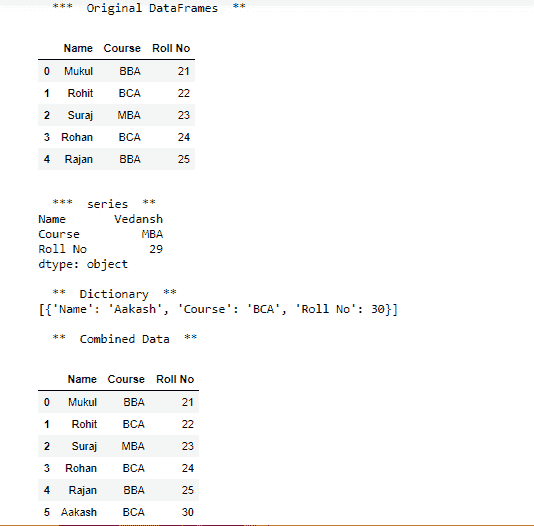 *** Original DataFrames **
Name Course Roll No
0 Mukul BBA 21
1 Rohit BCA 22
2 Suraj MBA 23
3 Rohan BCA 24
4 Rajan BBA 25
*** series **
Name Vedansh
Course MBA
Roll No 29
dtype: object
** Dictionary **
[{'Name': 'Aakash', 'Course': 'BCA', 'Roll No': 30}]
** Combined Data **
Name Course Roll No
0 Mukul BBA 21
1 Rohit BCA 22
2 Suraj MBA 23
3 Rohan BCA 24
4 Rajan BBA 25
5 Aakash BCA 30